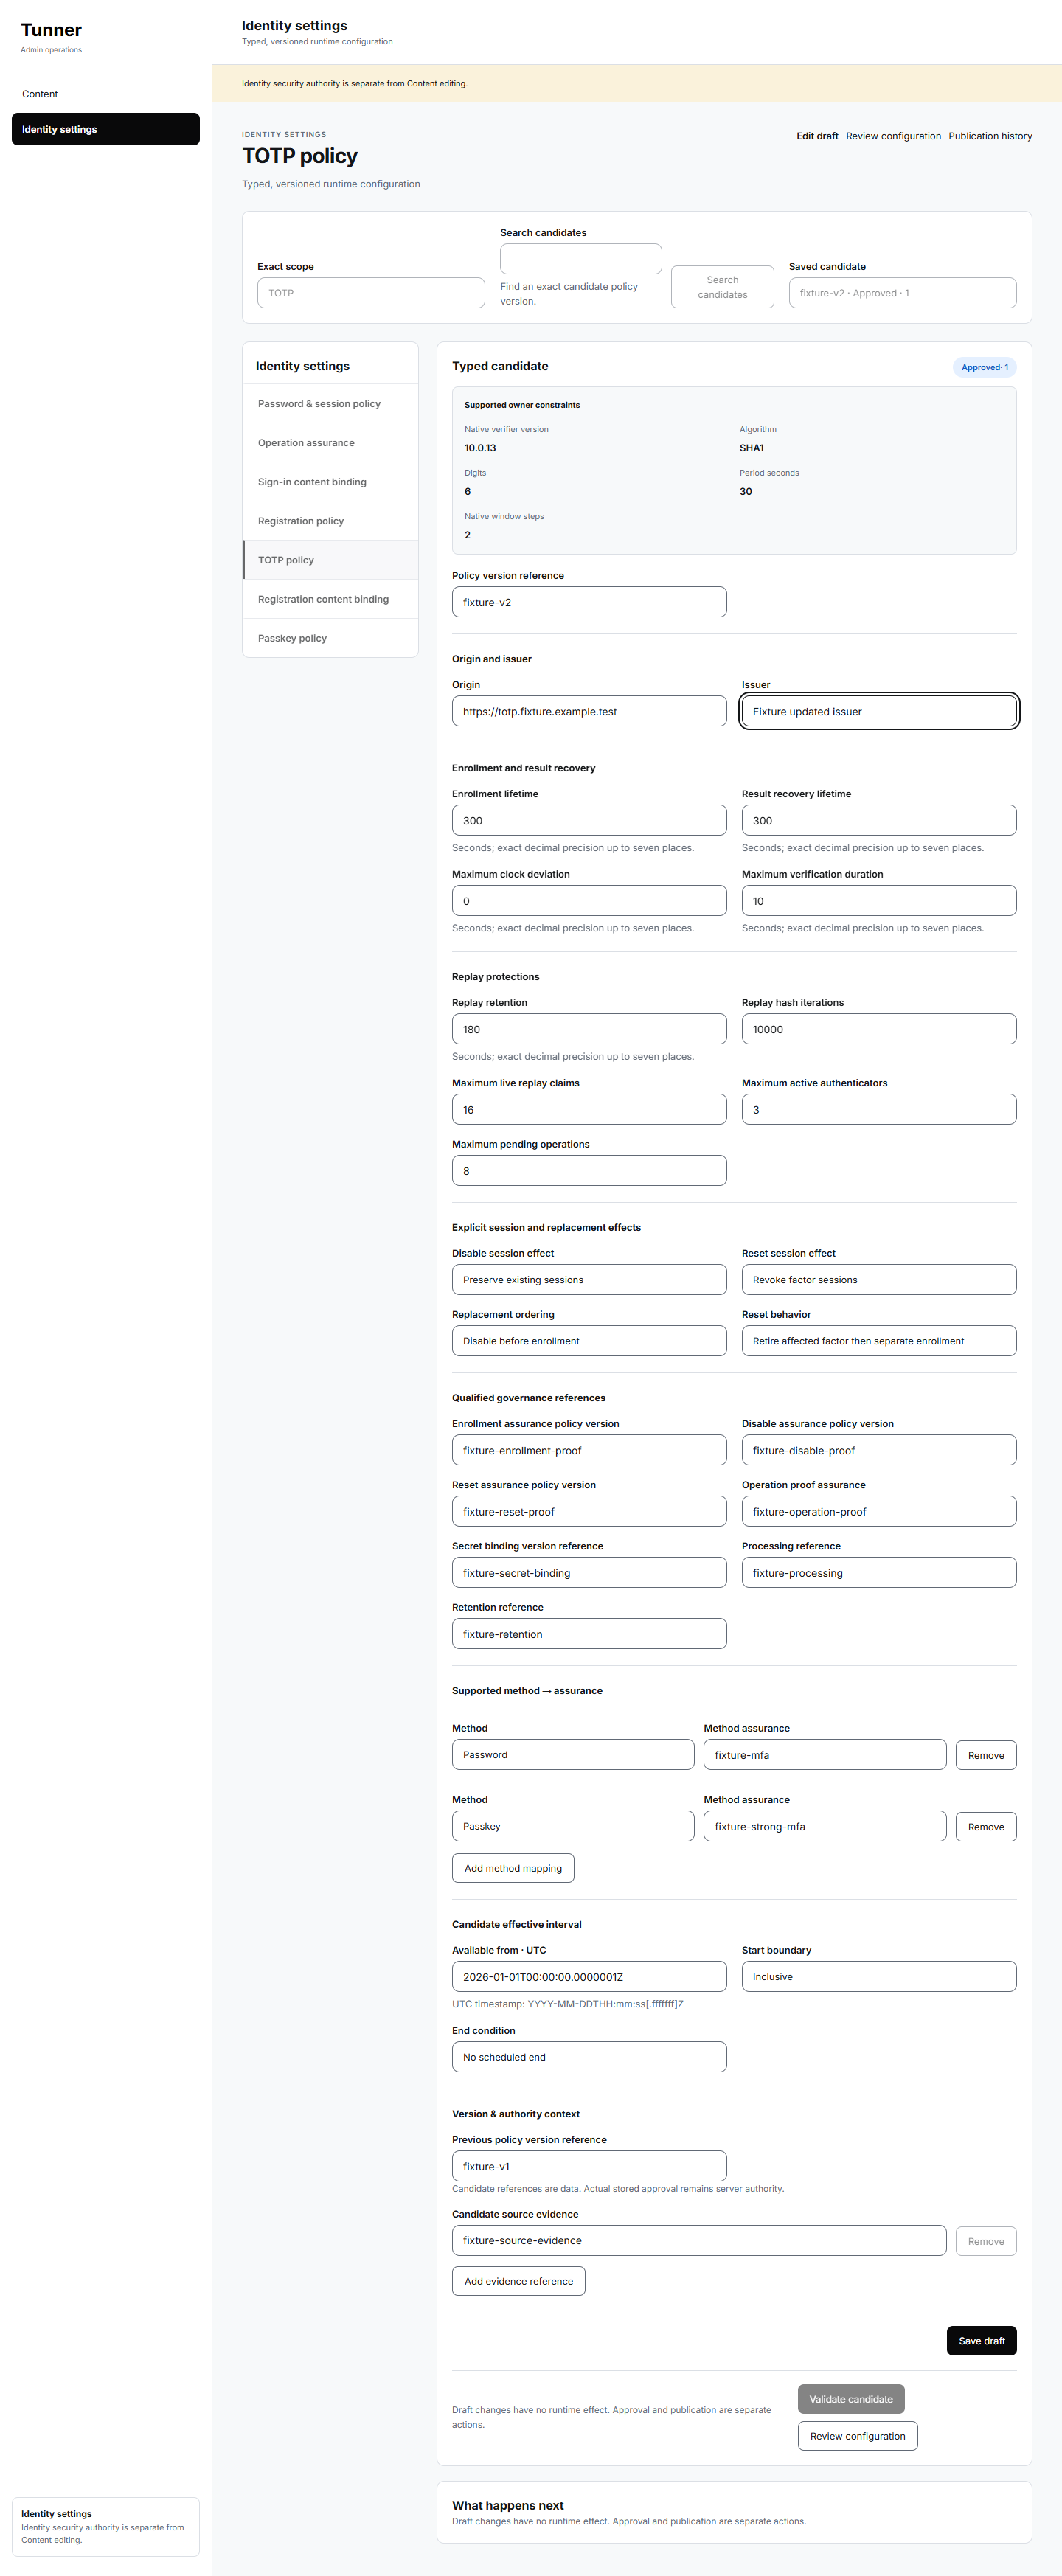 Tunner
Admin operations
Content
Identity settings
Identity settings
Identity security authority is separate from
Content editing.
Identity settings
Typed, versioned runtime configuration
Identity security authority is separate from Content editing.
IDENTITY SETTINGS
TOTP policy
Typed, versioned runtime configuration
Edit draft Review configuration Publication history
Exact scope
TOTP
Search candidates
Find an exact candidate policy
version.
Search
candidates
Saved candidate
fixture-v2 · Approved · 1
Identity settings
Password & session policy
Operation assurance
Sign-in content binding
Registration policy
TOTP policy
Registration content binding
Passkey policy
Typed candidate
Approved· 1
Supported owner constraints
Native verifier version
10.0.13
Algorithm
SHA1
Digits
6
Period seconds
30
Native window steps
2
Policy version reference
fixture-v2
Origin and issuer
Origin
https://totp.fixture.example.test
Issuer
Fixture updated issuer
Enrollment and result recovery
Enrollment lifetime
300
Seconds; exact decimal precision up to seven places.
Result recovery lifetime
300
Seconds; exact decimal precision up to seven places.
Maximum clock deviation
0
Seconds; exact decimal precision up to seven places.
Maximum verification duration
10
Seconds; exact decimal precision up to seven places.
Replay protections
Replay retention
180
Seconds; exact decimal precision up to seven places.
Replay hash iterations
10000
Maximum live replay claims
16
Maximum active authenticators
3
Maximum pending operations
8
Explicit session and replacement effects
Disable session effect
Preserve existing sessions
Reset session effect
Revoke factor sessions
Replacement ordering
Disable before enrollment
Reset behavior
Retire affected factor then separate enrollment
Qualified governance references
Enrollment assurance policy version
fixture-enrollment-proof
Disable assurance policy version
fixture-disable-proof
Reset assurance policy version
fixture-reset-proof
Operation proof assurance
fixture-operation-proof
Secret binding version reference
fixture-secret-binding
Processing reference
fixture-processing
Retention reference
fixture-retention
Supported method → assurance
Method
Password
Method assurance
fixture-mfa
Remove
Method
Passkey
Method assurance
fixture-strong-mfa
Remove
Add method mapping
Candidate effective interval
Available from · UTC
2026-01-01T00:00:00.0000001Z
UTC timestamp: YYYY-MM-DDTHH:mm:ss[.fffffff]Z
Start boundary
Inclusive
End condition
No scheduled end
Version & authority context
Previous policy version reference
fixture-v1
Candidate references are data. Actual stored approval remains server authority.
Candidate source evidence
fixture-source-evidence
Remove
Add evidence reference
Save draft
Draft changes have no runtime effect. Approval and publication are separate
actions.
Validate candidate
Review configuration
What happens next
Draft changes have no runtime effect. Approval and publication are separate actions.